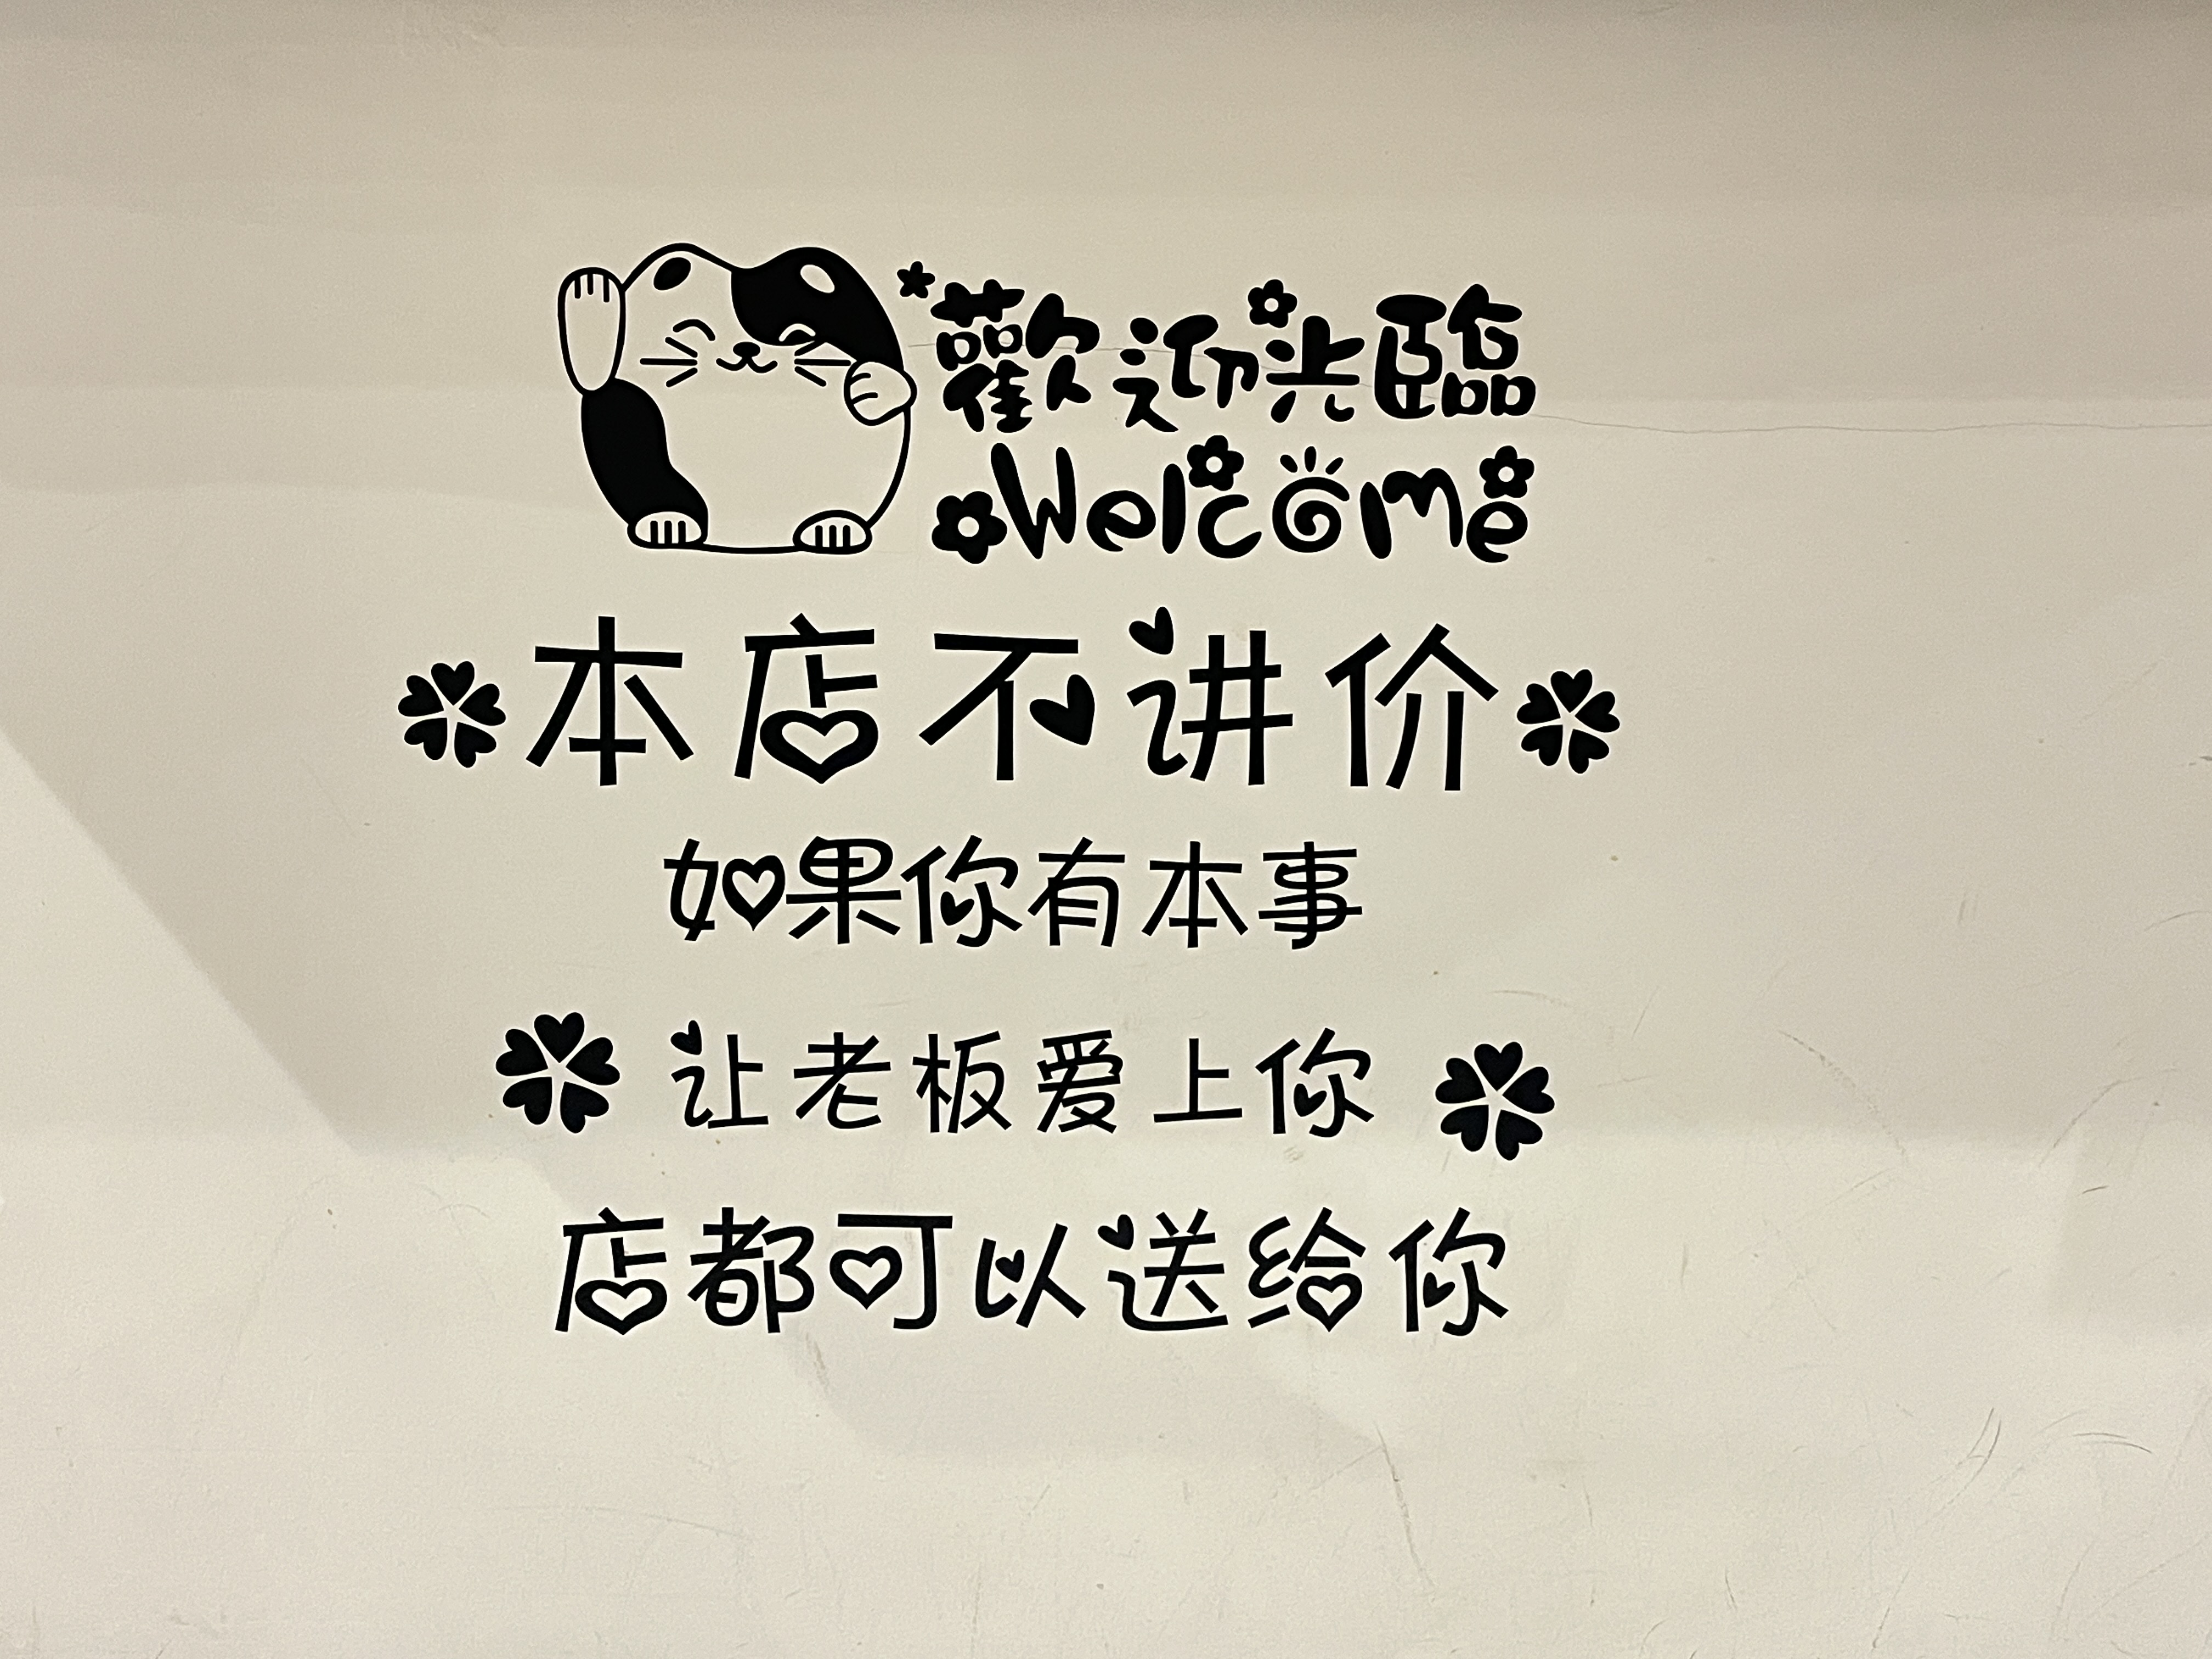 歡迎光臨
Welcome
本店不讲价
如果你有本事
让老板爱上你
店都可以送给你